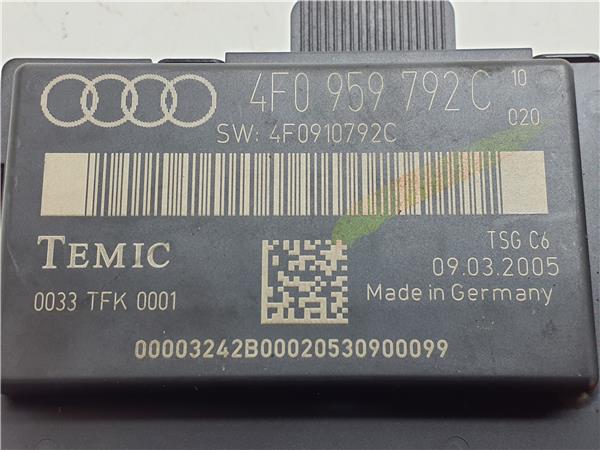 4F0 959 792 C 10
020
SW: 4F0910792C
TEMIC
TSG C6
09.03.2005
0033 TFK 0001
Made in Germany
00003242B00020530900099